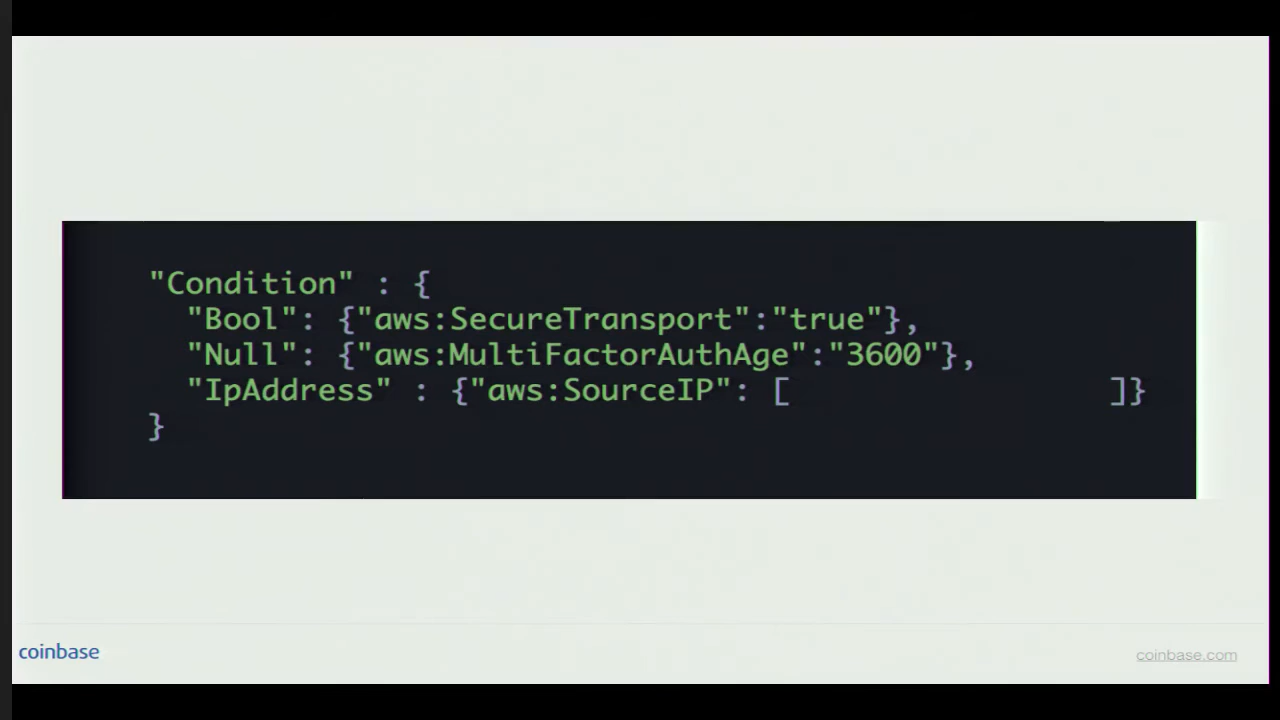 "Condition" : {
"Bool": {"aws:SecureTransport":"true"},
"Null": {"aws:MultiFactorAuthAge":"3600"},
"IpAddress" : {"aws:SourceIP": [                 ]}
}
coinbase
coinbase.com